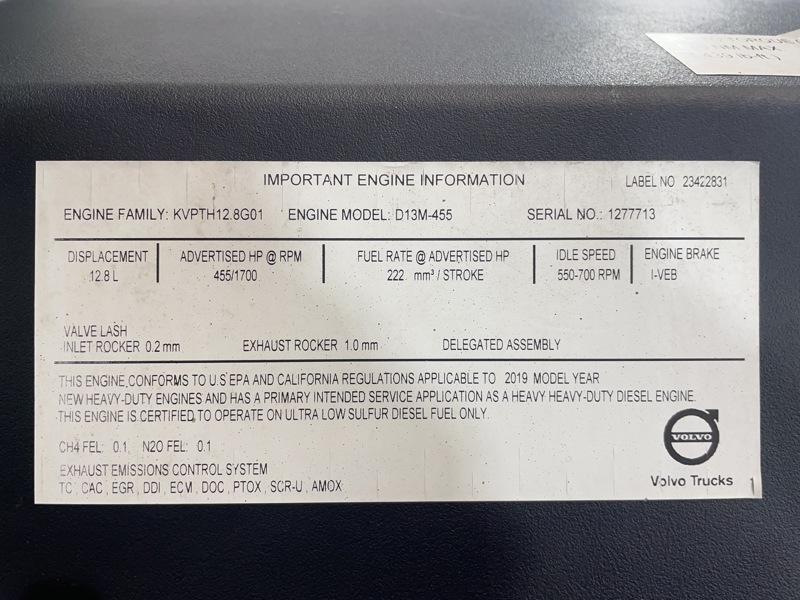 TORQUE
NM MAX
IMPORTANT ENGINE INFORMATION
LABEL NO 23422831
ENGINE FAMILY: KVPTH12.8G01 ENGINE MODEL: D13M-455 SERIAL NO.: 1277713
DISPLACEMENT ADVERTISED HP @ RPM FUEL RATE @ ADVERTISED HP IDLE SPEED ENGINE BRAKE
12.8 L 455/1700 222 mm³ / STROKE 550-700 RPM I-VEB
VALVE LASH
INLET ROCKER 0.2 mm EXHAUST ROCKER 1.0 mm DELEGATED ASSEMBLY
THIS ENGINE,CONFORMS TO U.S EPA AND CALIFORNIA REGULATIONS APPLICABLE TO 2019 MODEL YEAR
NEW HEAVY-DUTY ENGINES AND HAS A PRIMARY INTENDED SERVICE APPLICATION AS A HEAVY HEAVY-DUTY DIESEL ENGINE.
THIS ENGINE IS CERTIFIED TO OPERATE ON ULTRA LOW SULFUR DIESEL FUEL ONLY.
CH4 FEL: 0.1, N2O FEL: 0.1
EXHAUST EMISSIONS CONTROL SYSTEM
TC , CAC , EGR , DDI , ECM , DOC , PTOX , SCR-U , AMOX
VOLVO
Volvo Trucks 1